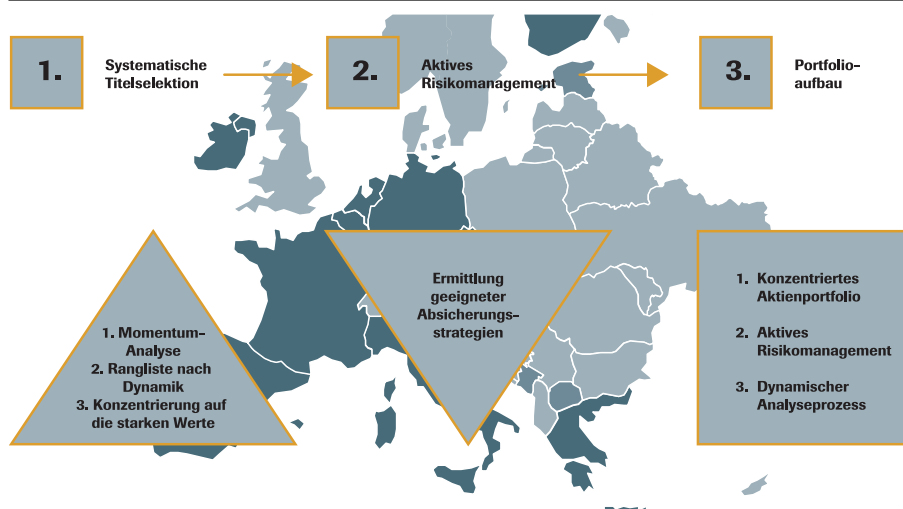 1.
Systematische
Titelselektion
2.
Aktives
Risikomanagement
3.
Portfolio-
aufbau
1. Momentum-
Analyse
2. Rangliste nach
Dynamik
3. Konzentrierung auf
die starken Werte
Ermittlung
geeigneter
Absicherungs-
strategien
1. Konzentriertes
Aktienportfolio
2. Aktives
Risikomanagement
3. Dynamischer
Analyseprozess